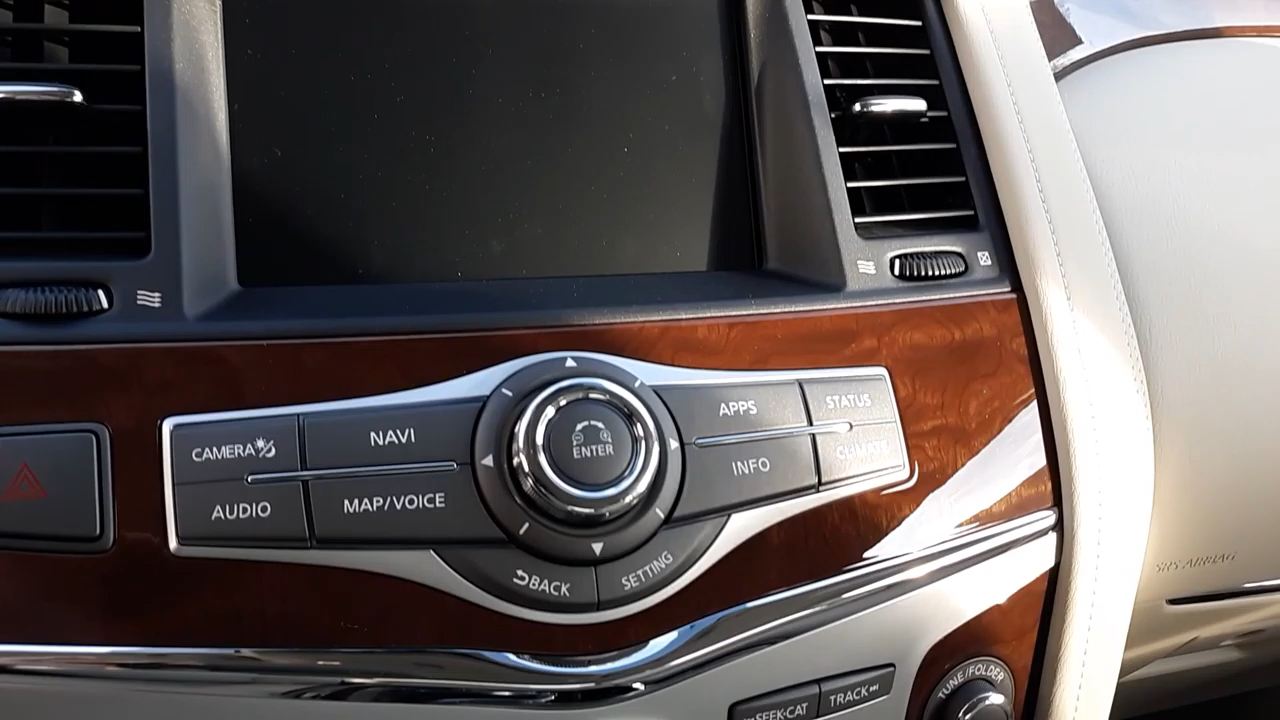 CAMERA
NAVI
AUDIO
MAP/VOICE
ENTER
APPS
STATUS
INFO
CLIMATE
BACK
SETTING
SRS AIRBAG
TUNE/FOLDER
SEEK·CAT
TRACK